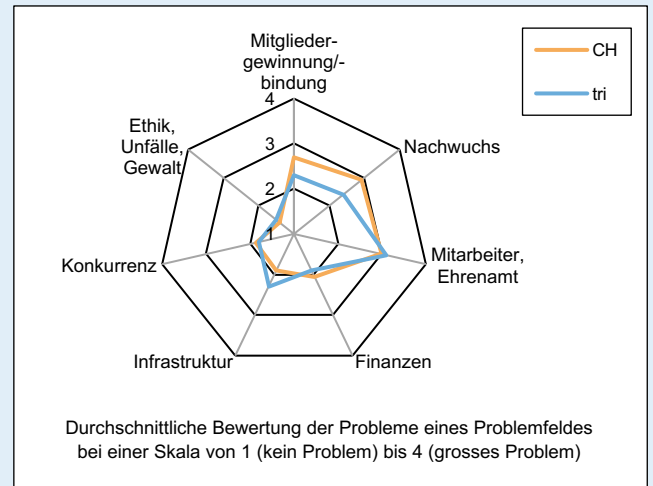 Mitglieder-
gewinnung/-
bindung
CH
tri
4
3
2
1
Ethik,
Unfälle,
Gewalt
Nachwuchs
Konkurrenz
Mitarbeiter,
Ehrenamt
Infrastruktur
Finanzen
Durchschnittliche Bewertung der Probleme eines Problemfeldes
bei einer Skala von 1 (kein Problem) bis 4 (grosses Problem)